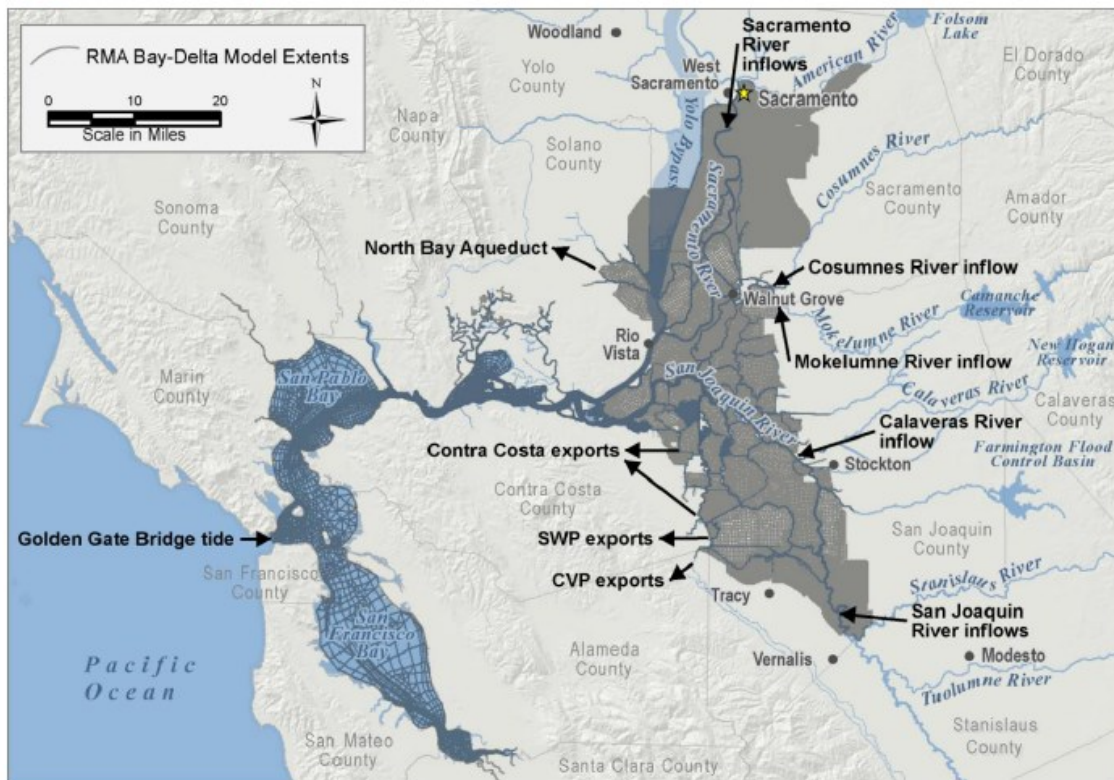 RMA Bay-Delta Model Extents
0 10 20
Scale in Miles
N
Woodland
Yolo
County
West
Sacramento
Sacramento
River
inflows
American River
Folsom
Lake
El Dorado
County
Sacramento
Napa
County
Solano
County
Yolo Bypass
Sacramento River
Cosumnes River
Sacramento
County
Amador
County
Sonoma
County
North Bay Aqueduct
Cosumnes River inflow
Walnut Grove
Camanche
Reservoir
Mokelumne River
Mokelumne River inflow
New Hogan
Reservoir
Rio
Vista
Marin
County
San Pablo
Bay
San Joaquin River
Calaveras River
Calaveras
County
Calaveras River
inflow
Stockton
Farmington Flood
Control Basin
Contra Costa exports
Contra Costa
County
San Joaquin
County
Golden Gate Bridge tide
SWP exports
CVP exports
San Francisco
County
Stanislaus River
Tracy
San Joaquin
River inflows
San
Francisco
Bay
Alameda
County
Vernalis
Modesto
Tuolumne River
Pacific
Ocean
Stanislaus
County
San Mateo
County
Santa Clara County